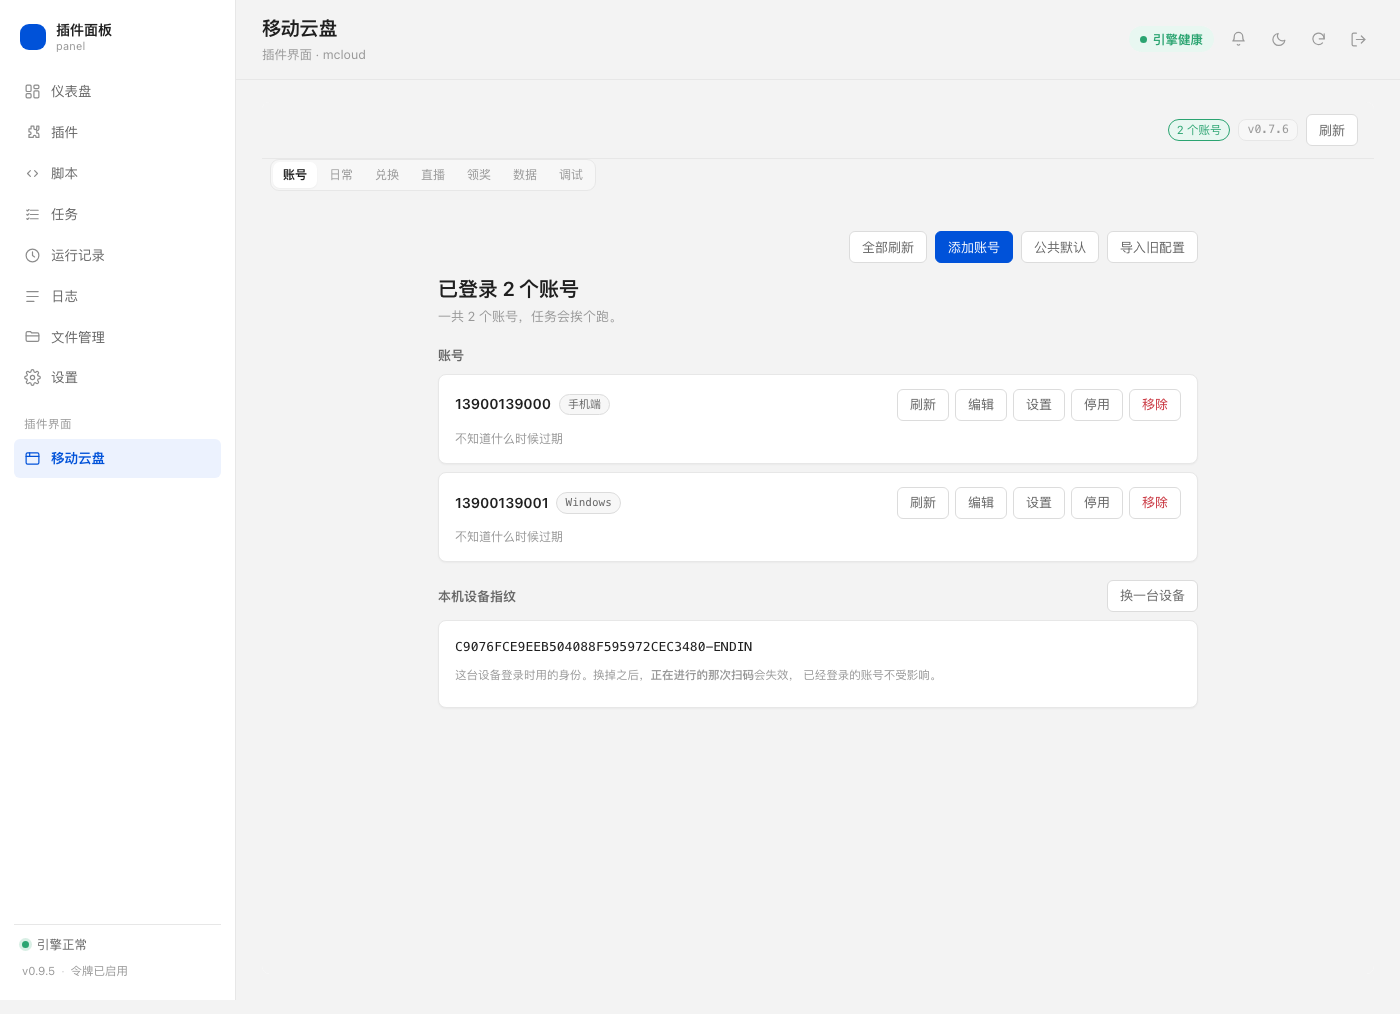 插件面板
panel
仪表盘
插件
脚本
任务
运行记录
日志
文件管理
设置
插件界面
移动云盘
引擎正常
v0.9.5 · 令牌已启用
移动云盘
插件界面 · mcloud
引擎健康
2 个账号
v0.7.6
刷新
账号 日常 兑换 直播 领奖 数据 调试
全部刷新 添加账号 公共默认 导入旧配置
已登录 2 个账号
一共 2 个账号，任务会挨个跑。
账号
13900139000 手机端 刷新 编辑 设置 停用 移除
不知道什么时候过期
13900139001 Windows 刷新 编辑 设置 停用 移除
不知道什么时候过期
本机设备指纹 换一台设备
C9076FCE9EEB504088F595972CEC3480-ENDIN
这台设备登录时用的身份。换掉之后，正在进行的那次扫码会失效， 已经登录的账号不受影响。